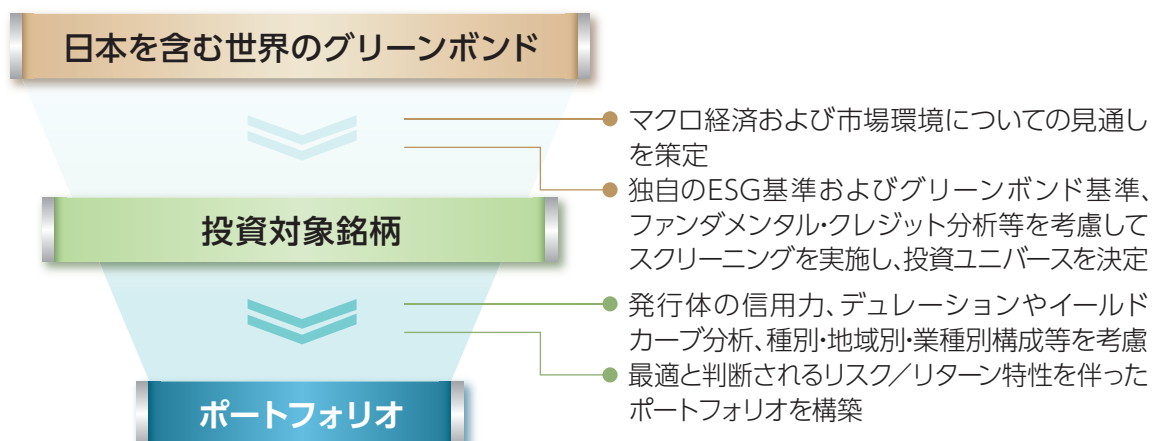 日本を含む世界のグリーンボンド
マクロ経済および市場環境についての見通し
を策定
独自のESG基準およびグリーンボンド基準、
ファンダメンタル・クレジット分析等を考慮して
スクリーニングを実施し、投資ユニバースを決定
投資対象銘柄
発行体の信用力、デュレーションやイールド
カーブ分析、種別・地域別・業種別構成等を考慮
最適と判断されるリスク／リターン特性を伴った
ポートフォリオを構築
ポートフォリオ